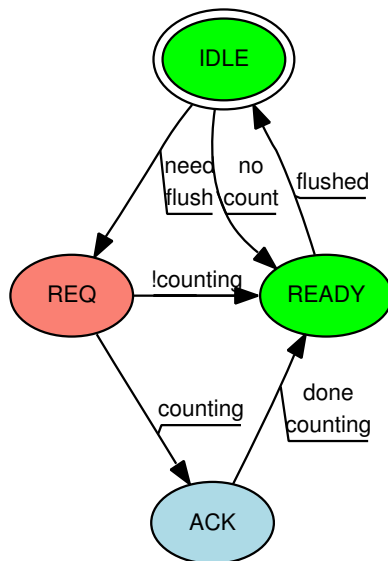 IDLE
need
flush
no
count
flushed
REQ
!counting
READY
counting
done
counting
ACK